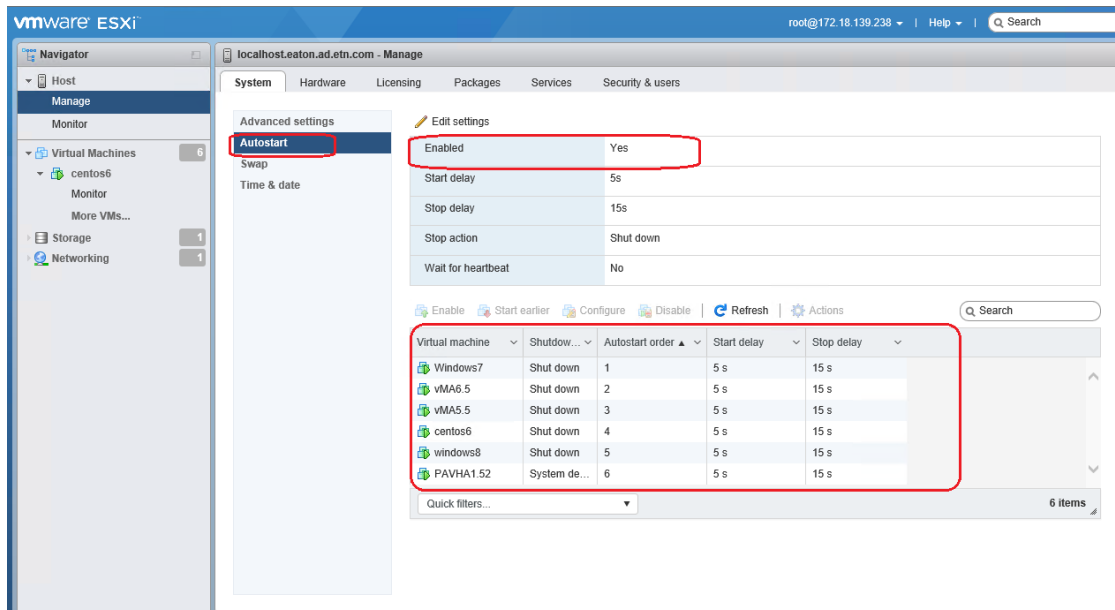 vmware ESXi
root@172.18.139.238 | Help | Search
Navigator
Host
Manage
Monitor
Virtual Machines 6
centos6
Monitor
More VMs...
Storage 1
Networking 1
localhost.eaton.ad.etn.com - Manage
System Hardware Licensing Packages Services Security & users
Advanced settings
Autostart
Swap
Time & date
Edit settings
Enabled Yes
Start delay 5s
Stop delay 15s
Stop action Shut down
Wait for heartbeat No
Enable Start earlier Configure Disable | Refresh | Actions Search
Virtual machine Shutdow... Autostart order ▲ Start delay Stop delay
Windows7 Shut down 1 5 s 15 s
vMA6.5 Shut down 2 5 s 15 s
vMA5.5 Shut down 3 5 s 15 s
centos6 Shut down 4 5 s 15 s
windows8 Shut down 5 5 s 15 s
PAVHA1.52 System de... 6 5 s 15 s
Quick filters... 6 items